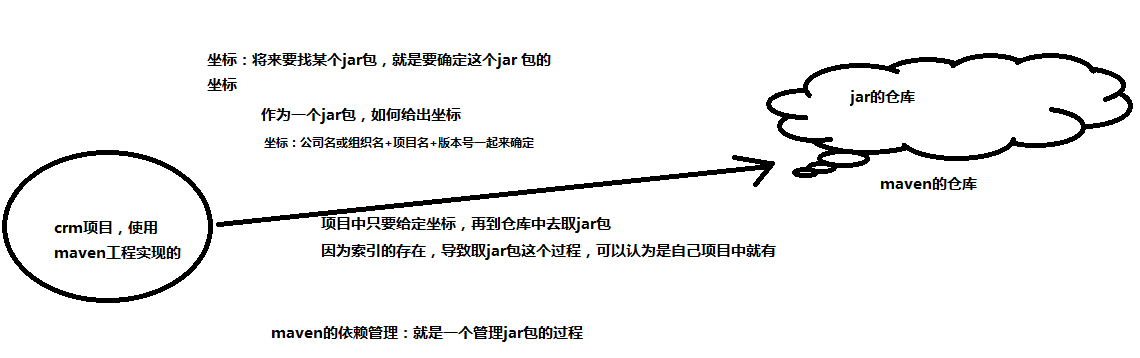 坐标：将来要找某个jar包，就是要确定这个jar 包的
坐标
作为一个jar包，如何给出坐标
坐标：公司名或组织名+项目名+版本号一起来确定
jar的仓库
maven的仓库
crm项目，使用
maven工程实现的
项目中只要给定坐标，再到仓库中去取jar包
因为索引的存在，导致取jar包这个过程，可以认为是自己项目中就有
maven的依赖管理：就是一个管理jar包的过程